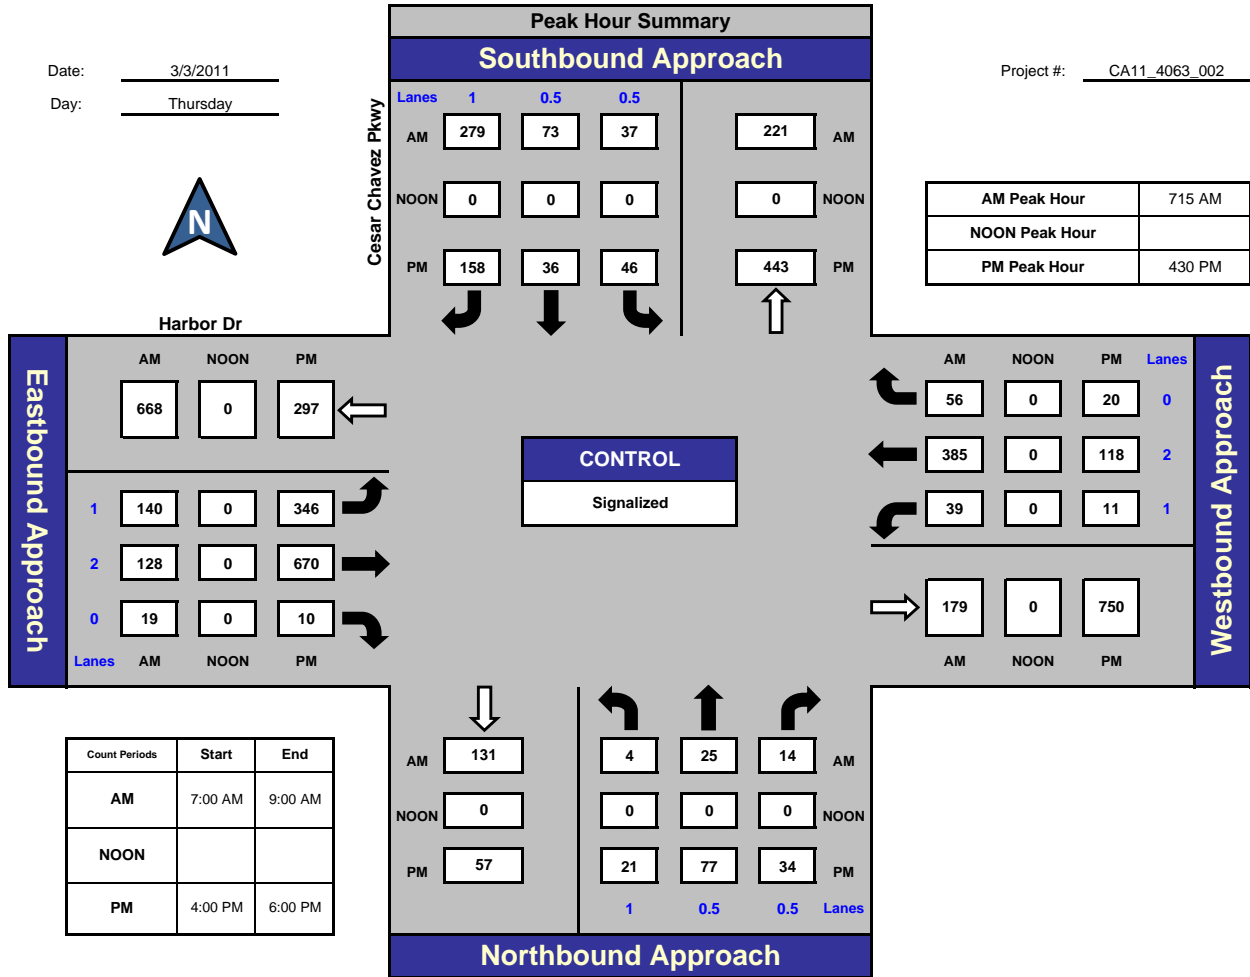 Peak Hour Summary
Southbound Approach
Date: 3/3/2011
Day: Thursday
Project #: CA11_4063_002
Cesar Chavez Pkwy
Lanes 1 0.5 0.5
AM 279 73 37 221 AM
NOON 0 0 0 0 NOON
PM 158 36 46 443 PM
N
AM Peak Hour 715 AM
NOON Peak Hour
PM Peak Hour 430 PM
Harbor Dr
Eastbound Approach
AM NOON PM
668 0 297
1 140 0 346
2 128 0 670
0 19 0 10
Lanes AM NOON PM
CONTROL
Signalized
AM NOON PM Lanes
56 0 20 0
385 0 118 2
39 0 11 1
179 0 750
AM NOON PM
Westbound Approach
Count Periods Start End
AM 7:00 AM 9:00 AM
NOON
PM 4:00 PM 6:00 PM
AM 131 4 25 14 AM
NOON 0 0 0 0 NOON
PM 57 21 77 34 PM
1 0.5 0.5 Lanes
Northbound Approach